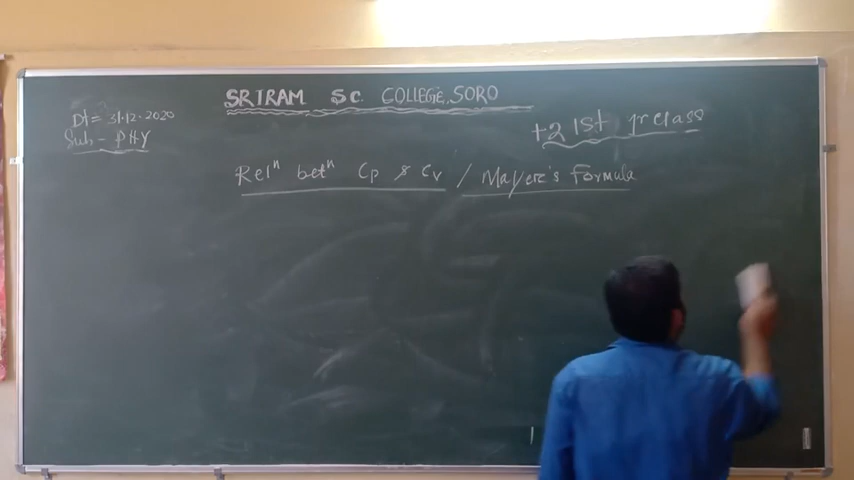 SRIRAM SC. COLLEGE, SORO
Dt= 31.12.2020
Sub - PHY
+2 1st yr class
Relⁿ betⁿ Cp & Cv / Mayere's Formula